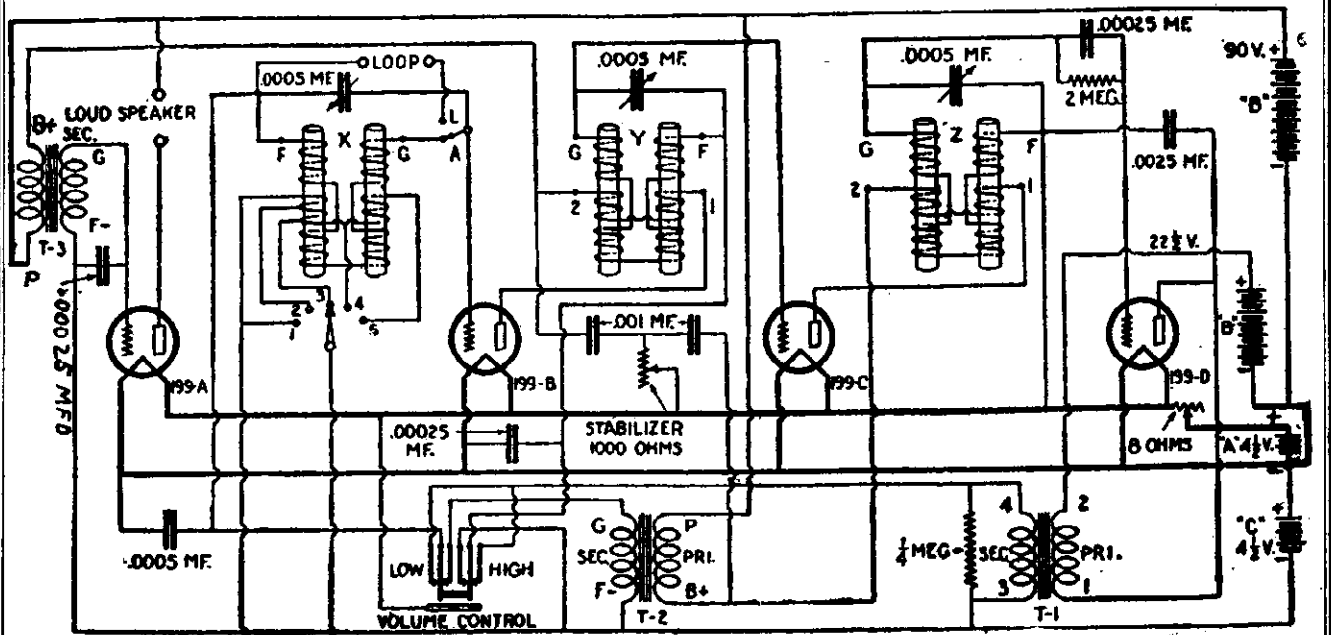 .00025 MF.
90 V. +
6
LOOP
.0005 MF
.0005 MF.
.0005 MF.
2 MEG.
"B"
B+
LOUD SPEAKER
SEC.
G
L
X
F
G
A
G
Y
F
G
Z
F
.0025 MF.
2
1
2
1
F-
T-3
P
22½ V.
+
.00025 MFD
3
2
4
1
5
.001 MF.
"B"
199-A
199-B
199-C
199-D
.00025
MF.
STABILIZER
1000 OHMS
8 OHMS
+
"A" 4½ V.
-
G
P
4
2
+
"C"
4½ V.
-
.0005 MF.
LOW
HIGH
SEC.
PRI.
¼ MEG
SEC.
PRI.
F-
B+
3
1
VOLUME CONTROL
T-2
T-1